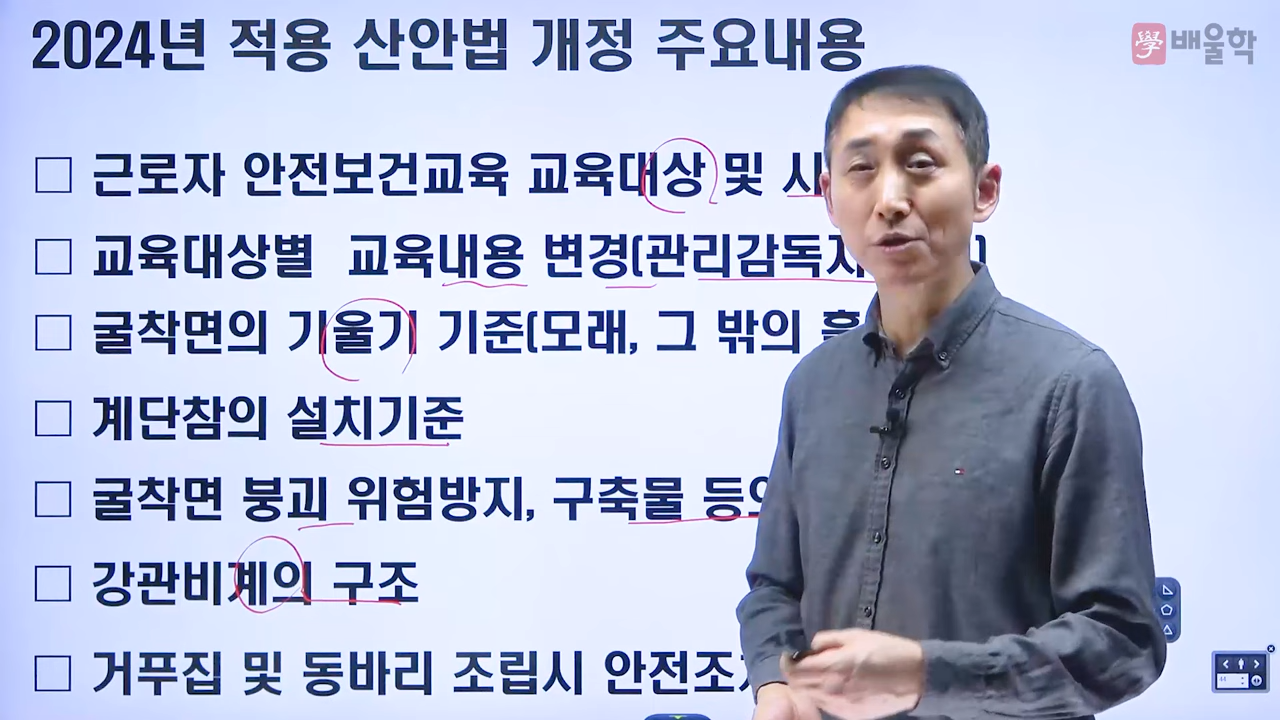 2024년 적용 산안법 개정 주요내용
學 배울학
□ 근로자 안전보건교육 교육대상 및
□ 교육대상별 교육내용 변경(관리감독자 )
□ 굴착면의 기울기 기준(모래, 그 밖의
□ 계단참의 설치기준
□ 굴착면 붕괴 위험방지, 구축물
□ 강관비계의 구조
□ 거푸집 및 동바리 조립시
44